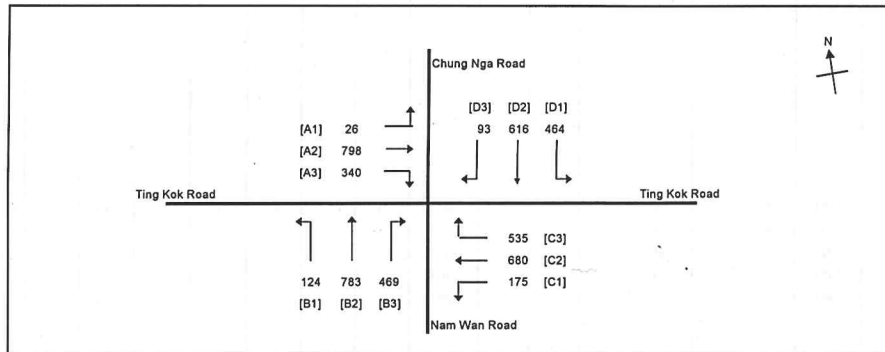 N
Chung Nga Road
[D3] [D2] [D1]
[A1] 26 93 616 464
[A2] 798
[A3] 340
Ting Kok Road Ting Kok Road
535 [C3]
680 [C2]
124 783 469 175 [C1]
[B1] [B2] [B3]
Nam Wan Road